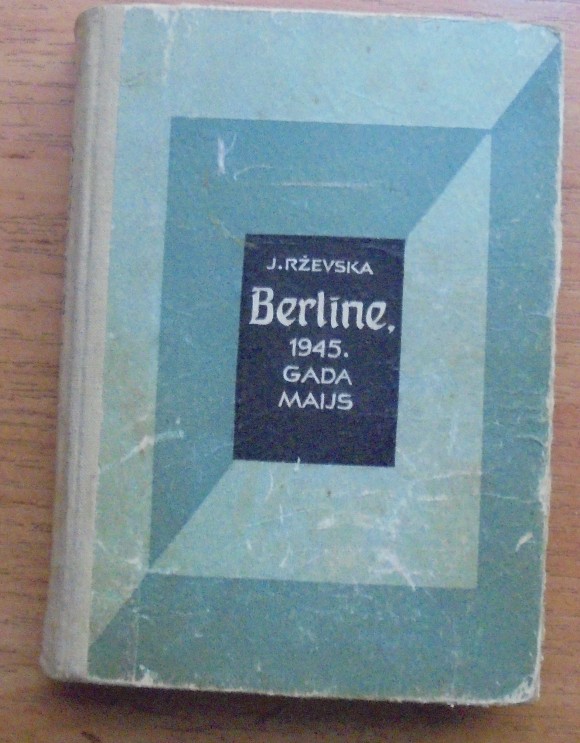 J.RŽEVSKA
Berlīne.
1945.
GADA
MAIJS